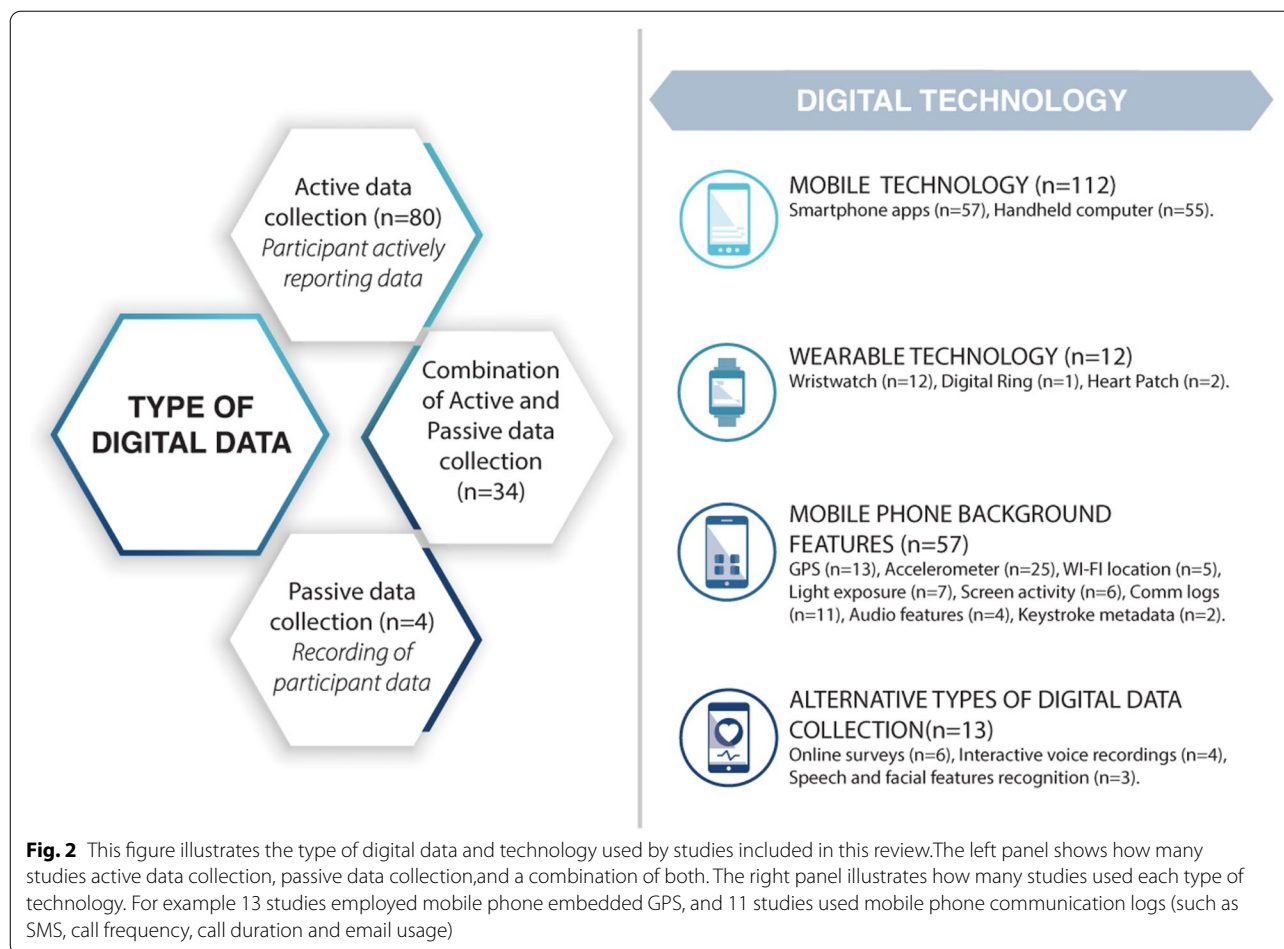 Active data
collection (n=80)
Participant actively
reporting data
TYPE OF
DIGITAL DATA
Combination
of Active and
Passive data
collection
(n=34)
Passive data
collection (n=4)
Recording of
participant data
DIGITAL TECHNOLOGY
MOBILE TECHNOLOGY (n=112)
Smartphone apps (n=57), Handheld computer (n=55).
WEARABLE TECHNOLOGY (n=12)
Wristwatch (n=12), Digital Ring (n=1), Heart Patch (n=2).
MOBILE PHONE BACKGROUND
FEATURES (n=57)
GPS (n=13), Accelerometer (n=25), WI-FI location (n=5),
Light exposure (n=7), Screen activity (n=6), Comm logs
(n=11), Audio features (n=4), Keystroke metadata (n=2).
ALTERNATIVE TYPES OF DIGITAL DATA
COLLECTION(n=13)
Online surveys (n=6), Interactive voice recordings (n=4),
Speech and facial features recognition (n=3).
Fig. 2 This figure illustrates the type of digital data and technology used by studies included in this review.The left panel shows how many
studies active data collection, passive data collection,and a combination of both. The right panel illustrates how many studies used each type of
technology. For example 13 studies employed mobile phone embedded GPS, and 11 studies used mobile phone communication logs (such as
SMS, call frequency, call duration and email usage)